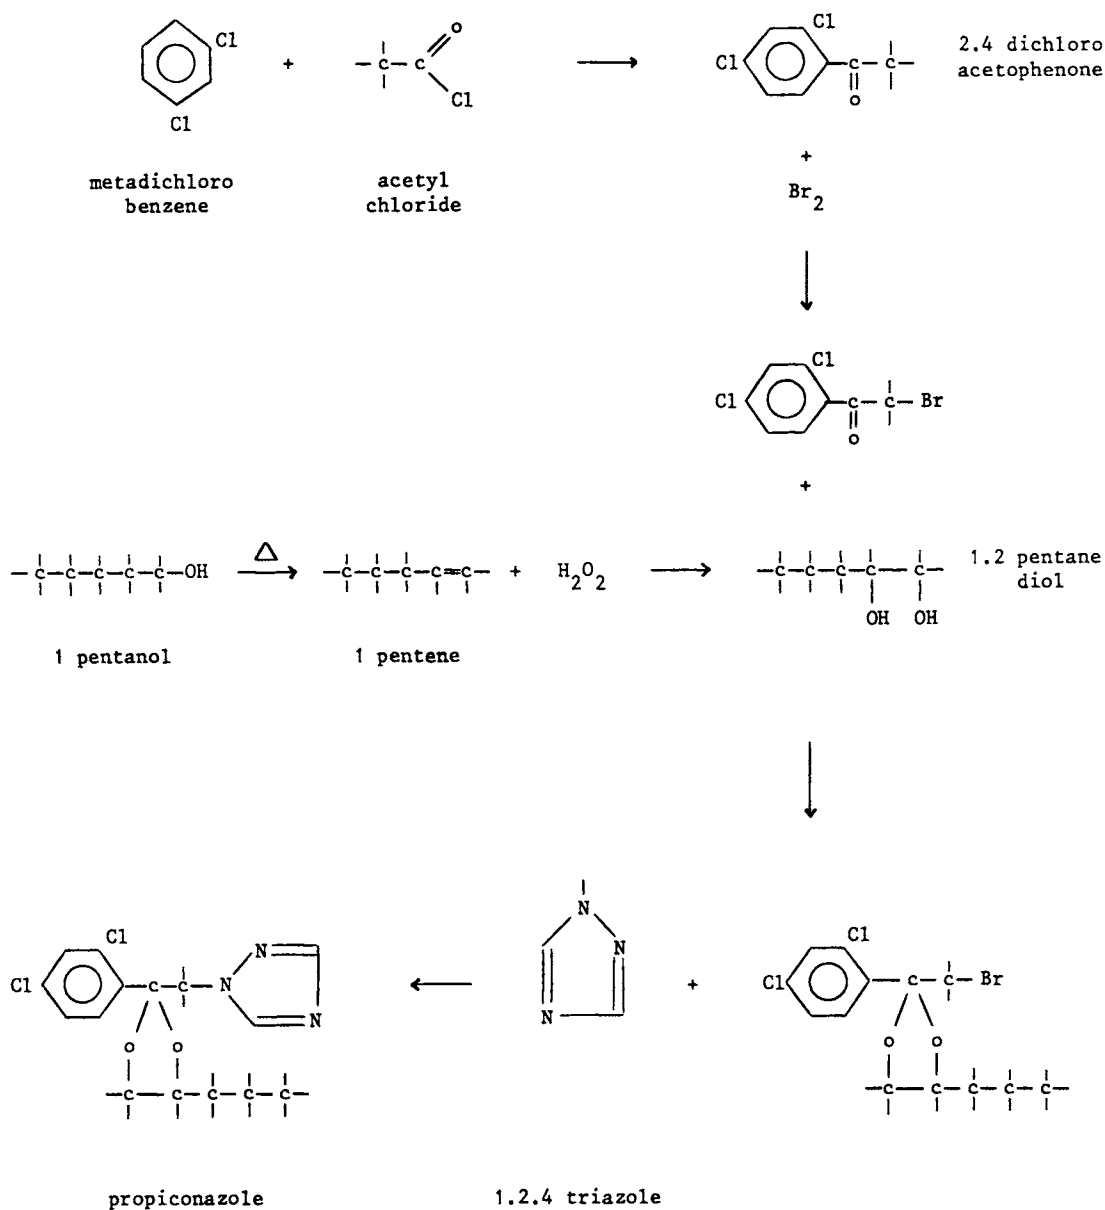 Cl
Cl
metadichloro
benzene
+
C C
O
Cl
acetyl
chloride
Cl
Cl
C C
O
2.4 dichloro
acetophenone
+
Br2
Cl
Cl
C C Br
O
+
C C C C C OH
1 pentanol
△
C C C C=C
1 pentene
+
H2O2
C C C C C
OH OH
1.2 pentane
diol
Cl
Cl
C C N
N
N
O O
C C C C C
propiconazole
N
N
N
1.2.4 triazole
+
Cl
Cl
C C Br
O O
C C C C C